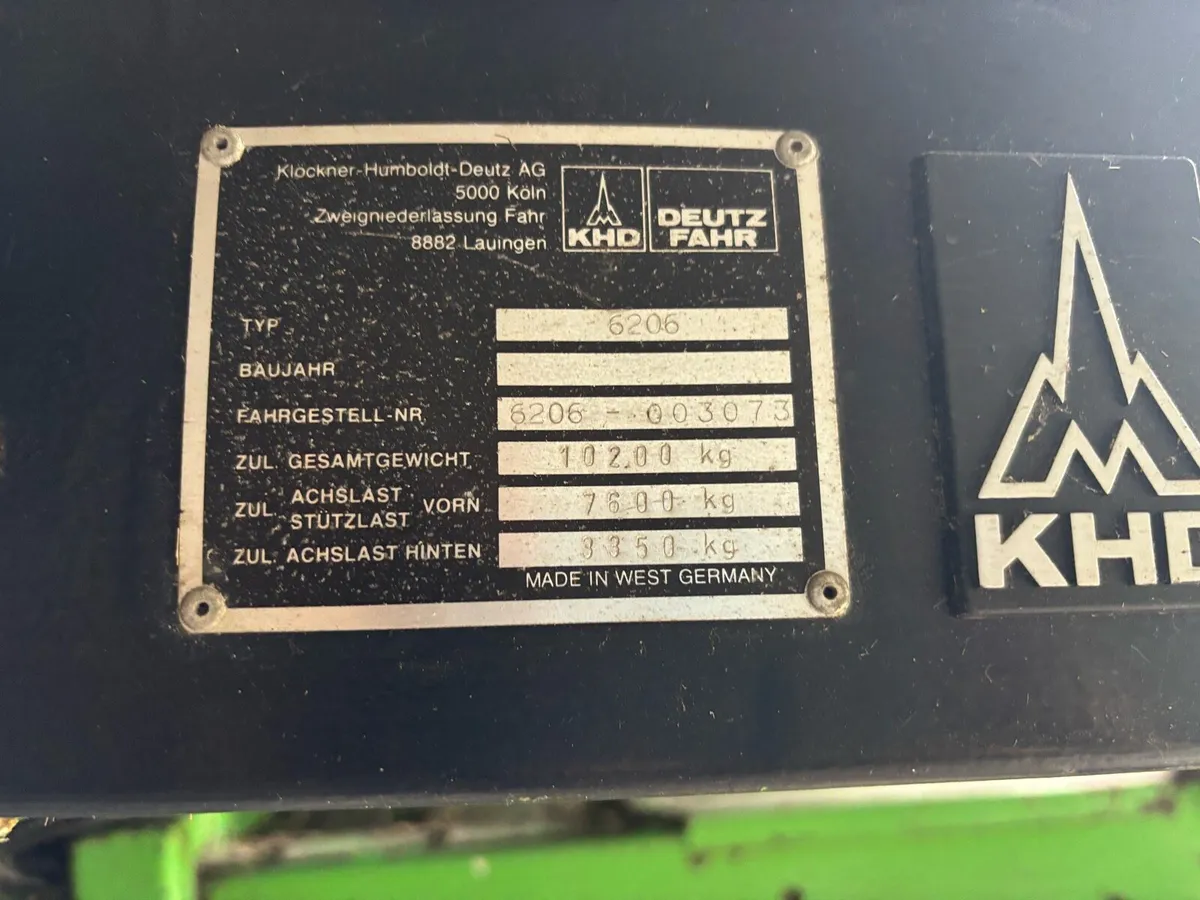 Klöckner-Humboldt-Deutz AG
5000 Köln
Zweigniederlassung Fahr
8882 Lauingen
KHD
DEUTZ
FAHR
TYP 6206
BAUJAHR
FAHRGESTELL-NR. 6206-003073
ZUL. GESAMTGEWICHT 10200 kg
ZUL. ACHSLAST STÜTZLAST VORN 7600 kg
ZUL. ACHSLAST HINTEN 3350 kg
MADE IN WEST GERMANY
KHD